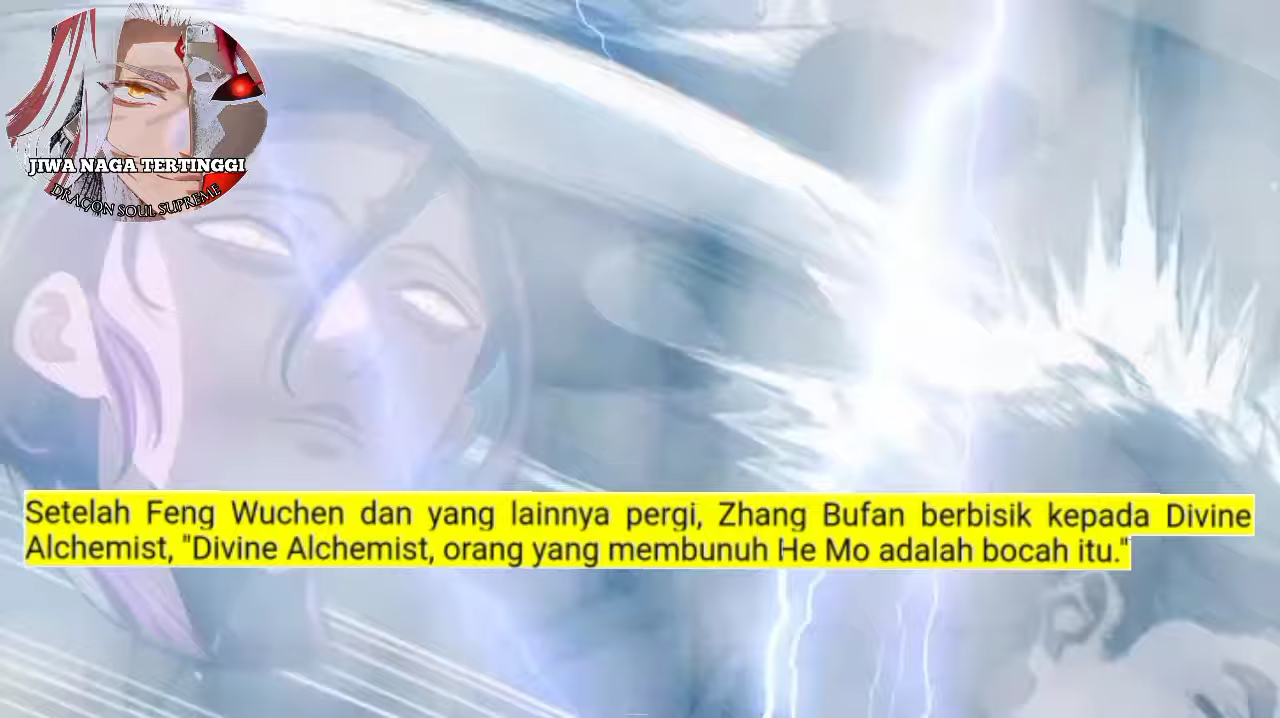 JIWA NAGA TERTINGGI
DRAGON SOUL SUPREME
Setelah Feng Wuchen dan yang lainnya pergi, Zhang Bufan berbisik kepada Divine
Alchemist, "Divine Alchemist, orang yang membunuh He Mo adalah bocah itu."